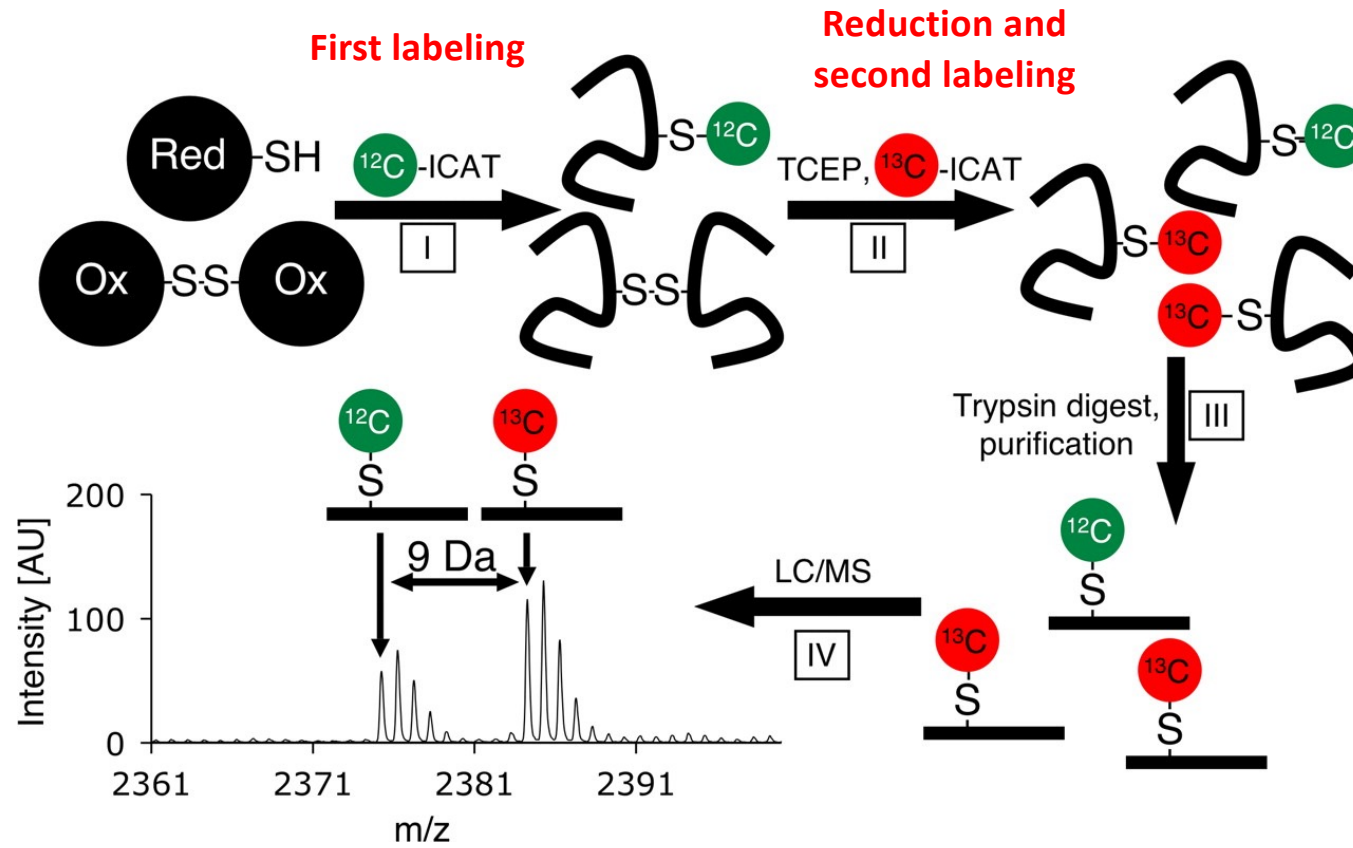 First labeling
Reduction and
second labeling
Red -SH
¹²C -ICAT
I
Ox -S-S- Ox
-S- ¹²C
-S-S-
TCEP, ¹³C -ICAT
II
-S- ¹²C
-S- ¹³C
¹³C -S-
Trypsin digest,
purification
III
¹²C
S
¹³C
S
¹³C
S
LC/MS
IV
¹²C
S
¹³C
S
9 Da
Intensity [AU]
200
100
0
2361 2371 2381 2391
m/z